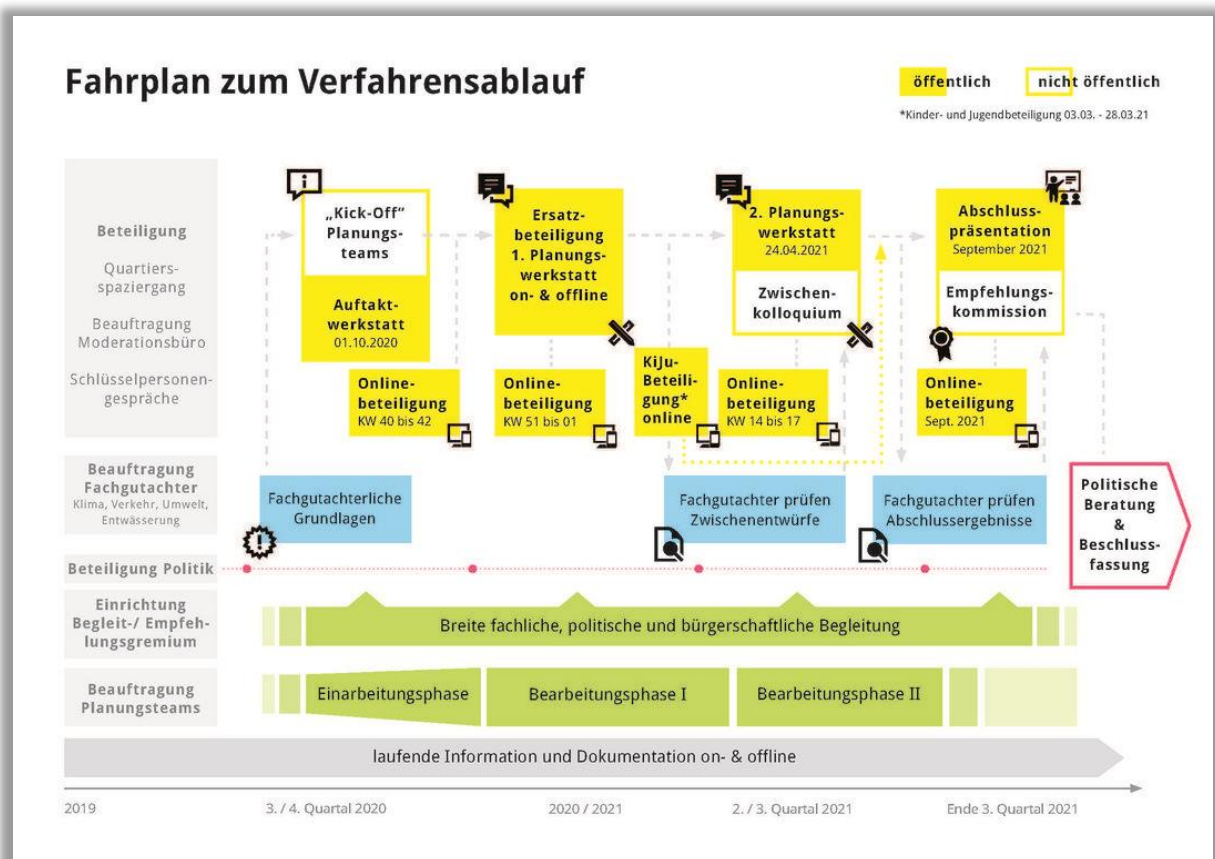 Fahrplan zum Verfahrensablauf
öffentlich
nicht öffentlich
*Kinder- und Jugendbeteiligung 03.03. - 28.03.21
Beteiligung
Quartiers-
spaziergang
Beauftragung
Moderationsbüro
Schlüsselpersonen-
gespräche
„Kick-Off“
Planungs-
teams
Auftakt-
werkstatt
01.10.2020
Online-
beteiligung
KW 40 bis 42
Ersatz-
beteiligung
1. Planungs-
werkstatt
on- & offline
Online-
beteiligung
KW 51 bis 01
KiJu-
Beteili-
gung*
online
2. Planungs-
werkstatt
24.04.2021
Zwischen-
kolloquium
Online-
beteiligung
KW 14 bis 17
Abschluss-
präsentation
September 2021
Empfehlungs-
kommission
Online-
beteiligung
Sept. 2021
Beauftragung
Fachgutachter
Klima, Verkehr, Umwelt,
Entwässerung
Fachgutachterliche
Grundlagen
Fachgutachter prüfen
Zwischenentwürfe
Fachgutachter prüfen
Abschlussergebnisse
Politische
Beratung
&
Beschluss-
fassung
Beteiligung Politik
Einrichtung
Begleit-/ Empfeh-
lungsgremium
Breite fachliche, politische und bürgerschaftliche Begleitung
Beauftragung
Planungsteams
Einarbeitungsphase
Bearbeitungsphase I
Bearbeitungsphase II
laufende Information und Dokumentation on- & offline
2019
3. / 4. Quartal 2020
2020 / 2021
2. / 3. Quartal 2021
Ende 3. Quartal 2021